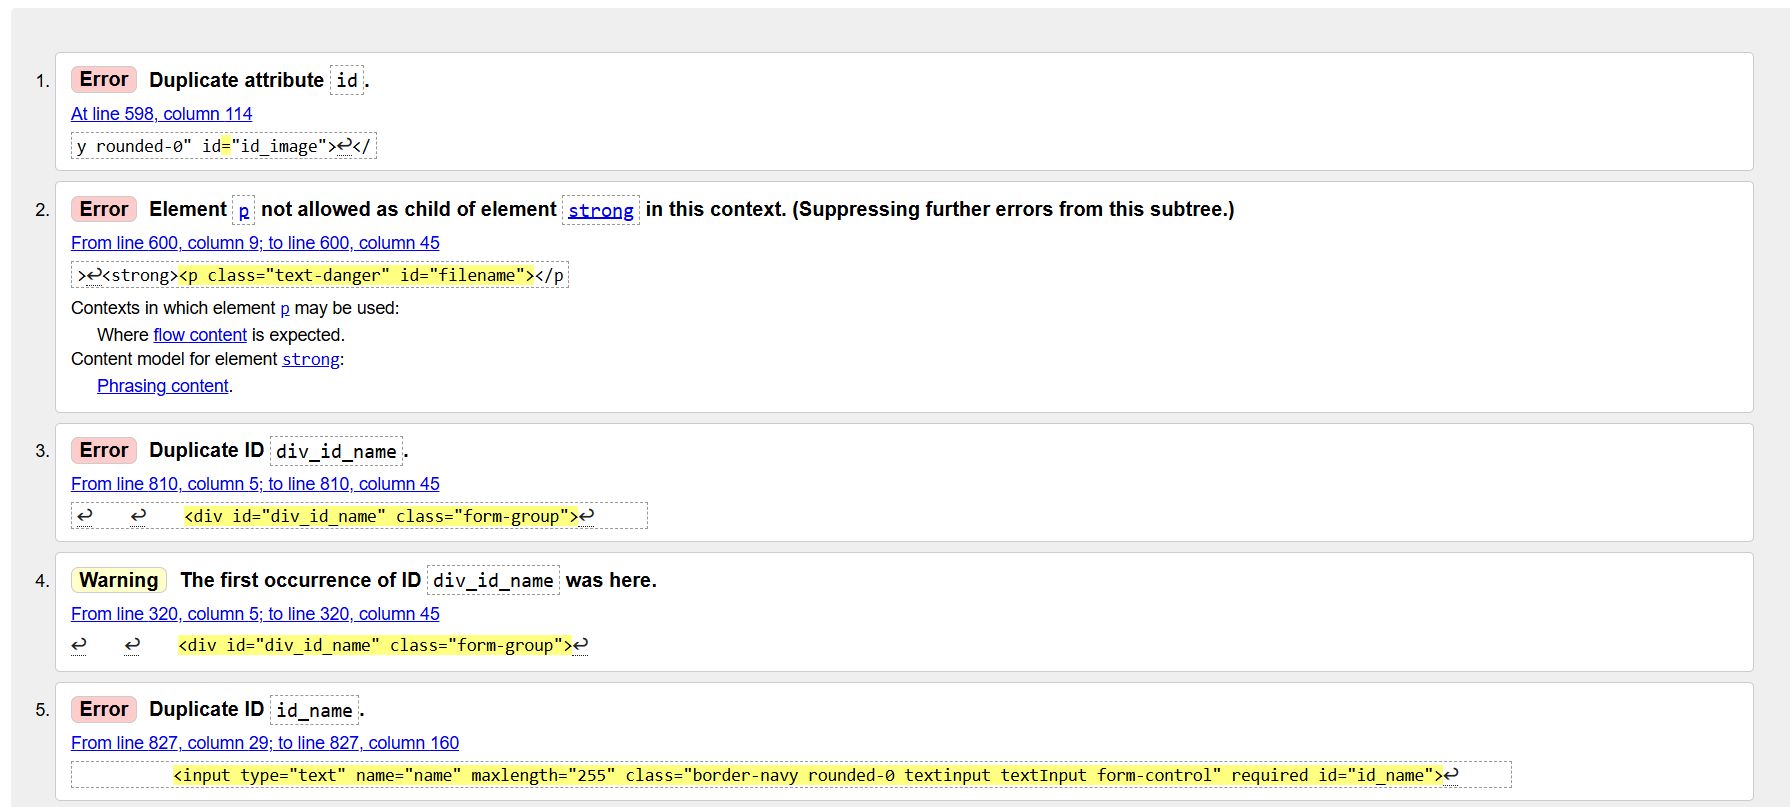 1. Error Duplicate attribute id.
At line 598, column 114
y rounded-0" id="id_image">↩</
2. Error Element p not allowed as child of element strong in this context. (Suppressing further errors from this subtree.)
From line 600, column 9; to line 600, column 45
>↩<strong><p class="text-danger" id="filename"></p
Contexts in which element p may be used:
Where flow content is expected.
Content model for element strong:
Phrasing content.
3. Error Duplicate ID div_id_name.
From line 810, column 5; to line 810, column 45
↩ ↩ <div id="div_id_name" class="form-group">↩
4. Warning The first occurrence of ID div_id_name was here.
From line 320, column 5; to line 320, column 45
↩ ↩ <div id="div_id_name" class="form-group">↩
5. Error Duplicate ID id_name.
From line 827, column 29; to line 827, column 160
<input type="text" name="name" maxlength="255" class="border-navy rounded-0 textinput textInput form-control" required id="id_name">↩